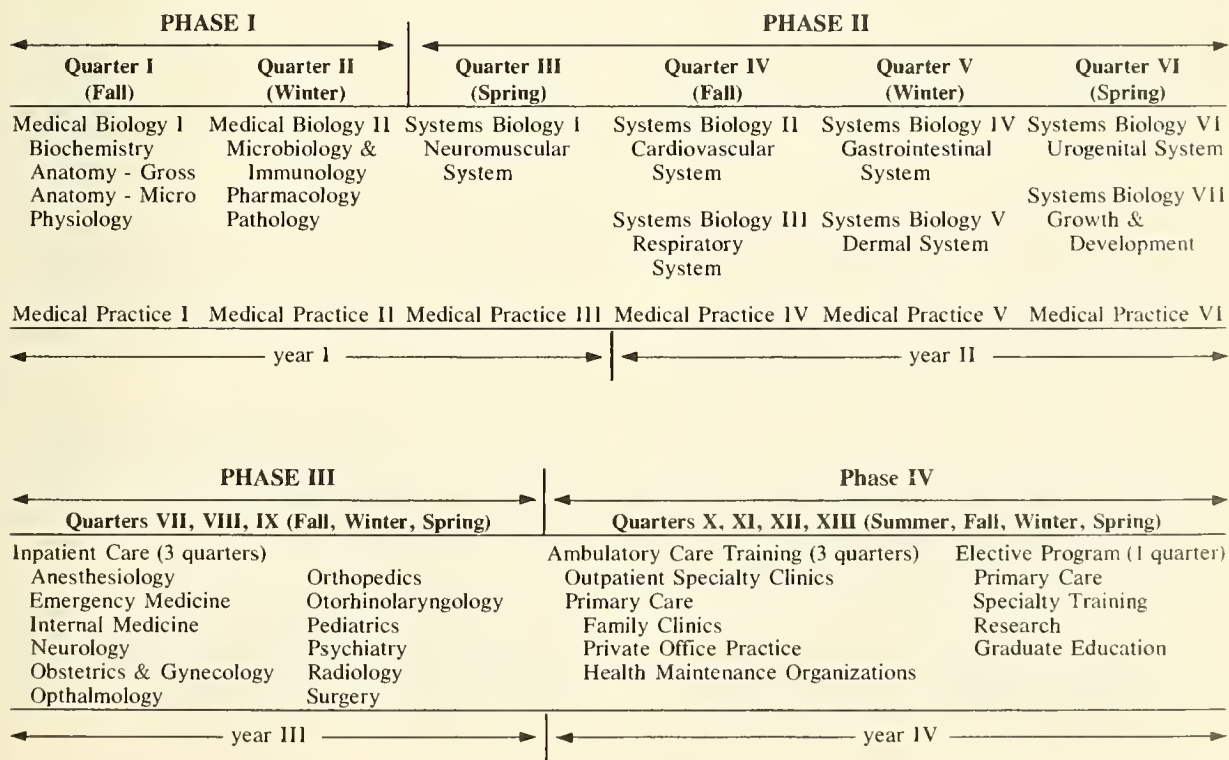 PHASE I PHASE II
Quarter I Quarter II Quarter III Quarter IV Quarter V Quarter VI
(Fall) (Winter) (Spring) (Fall) (Winter) (Spring)
Medical Biology I Medical Biology II Systems Biology I Systems Biology II Systems Biology IV Systems Biology VI
Biochemistry Microbiology & Neuromuscular Cardiovascular Gastrointestinal Urogenital System
Anatomy - Gross Immunology System System System
Anatomy - Micro Pharmacology Systems Biology VII
Physiology Pathology Systems Biology III Systems Biology V Growth &
Respiratory Dermal System Development
System
Medical Practice I Medical Practice II Medical Practice III Medical Practice IV Medical Practice V Medical Practice VI
year I year II
PHASE III Phase IV
Quarters VII, VIII, IX (Fall, Winter, Spring) Quarters X, XI, XII, XIII (Summer, Fall, Winter, Spring)
Inpatient Care (3 quarters) Ambulatory Care Training (3 quarters) Elective Program (1 quarter)
Anesthesiology Orthopedics Outpatient Specialty Clinics Primary Care
Emergency Medicine Otorhinolaryngology Primary Care Specialty Training
Internal Medicine Pediatrics Family Clinics Research
Neurology Psychiatry Private Office Practice Graduate Education
Obstetrics & Gynecology Radiology Health Maintenance Organizations
Opthalmology Surgery
year III year IV